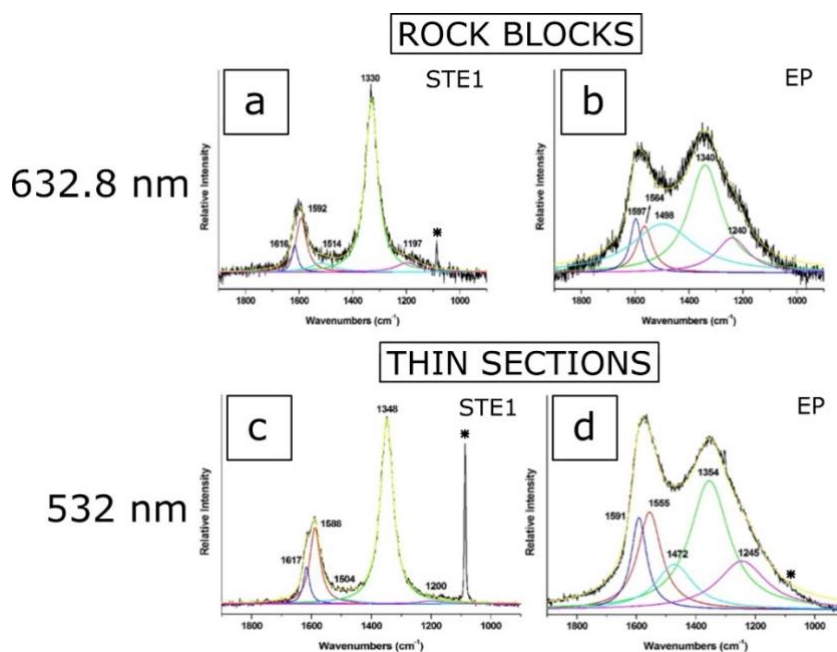 ROCK BLOCKS
632.8 nm
a
STE1
1330
1592
1616
1514
1197
*
Relative Intensity
1800 1600 1400 1200 1000
Wavenumbers (cm-1)
b
EP
1340
1564
1597
1498
1240
Relative Intensity
1800 1600 1400 1200 1000
Wavenumbers (cm-1)
THIN SECTIONS
532 nm
c
STE1
1348
*
1588
1617
1504
1200
Relative Intensity
1800 1600 1400 1200 1000
Wavenumbers (cm-1)
d
EP
1354
1591
1555
1472
1245
*
Relative Intensity
1800 1600 1400 1200 1000
Wavenumbers (cm-1)